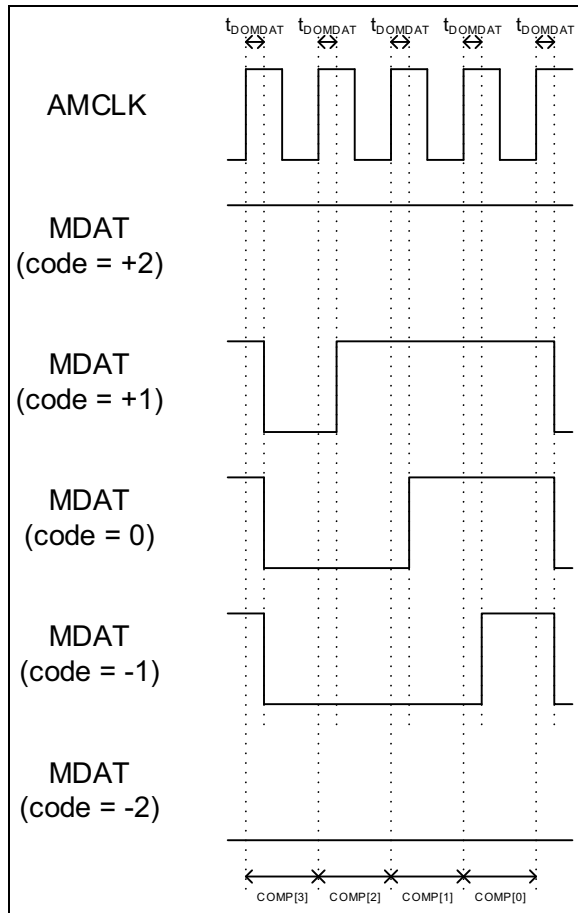 tDOMDAT tDOMDAT tDOMDAT tDOMDAT tDOMDAT
AMCLK
MDAT
(code = +2)
MDAT
(code = +1)
MDAT
(code = 0)
MDAT
(code = -1)
MDAT
(code = -2)
COMP[3] COMP[2] COMP[1] COMP[0]